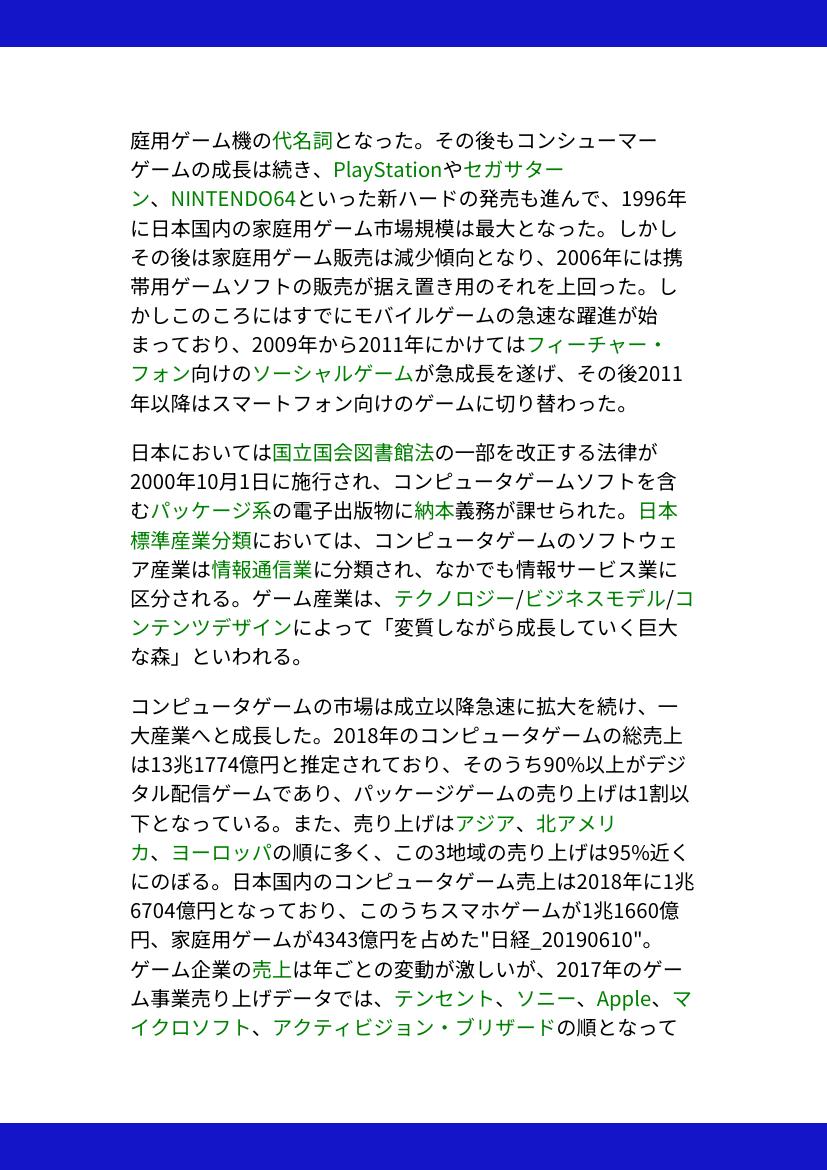 庭用ゲーム機の代名詞となった。その後もコンシューマー
ゲームの成長は続き、PlayStationやセガサター
ン、NINTENDO64といった新ハードの発売も進んで、1996年
に日本国内の家庭用ゲーム市場規模は最大となった。しかし
その後は家庭用ゲーム販売は減少傾向となり、2006年には携
帯用ゲームソフトの販売が据え置き用のそれを上回った。し
かしこのころにはすでにモバイルゲームの急速な躍進が始
まっており、2009年から2011年にかけてはフィーチャー・
フォン向けのソーシャルゲームが急成長を遂げ、その後2011
年以降はスマートフォン向けのゲームに切り替わった。
日本においては国立国会図書館法の一部を改正する法律が
2000年10月1日に施行され、コンピュータゲームソフトを含
むパッケージ系の電子出版物に納本義務が課せられた。日本
標準産業分類においては、コンピュータゲームのソフトウェ
ア産業は情報通信業に分類され、なかでも情報サービス業に
区分される。ゲーム産業は、テクノロジー/ビジネスモデル/コ
ンテンツデザインによって「変質しながら成長していく巨大
な森」といわれる。
コンピュータゲームの市場は成立以降急速に拡大を続け、一
大産業へと成長した。2018年のコンピュータゲームの総売上
は13兆1774億円と推定されており、そのうち90%以上がデジ
タル配信ゲームであり、パッケージゲームの売り上げは1割以
下となっている。また、売り上げはアジア、北アメリ
カ、ヨーロッパの順に多く、この3地域の売り上げは95%近く
にのぼる。日本国内のコンピュータゲーム売上は2018年に1兆
6704億円となっており、このうちスマホゲームが1兆1660億
円、家庭用ゲームが4343億円を占めた"日経_20190610"。
ゲーム企業の売上は年ごとの変動が激しいが、2017年のゲー
ム事業売り上げデータでは、テンセント、ソニー、Apple、マ
イクロソフト、アクティビジョン・ブリザードの順となって